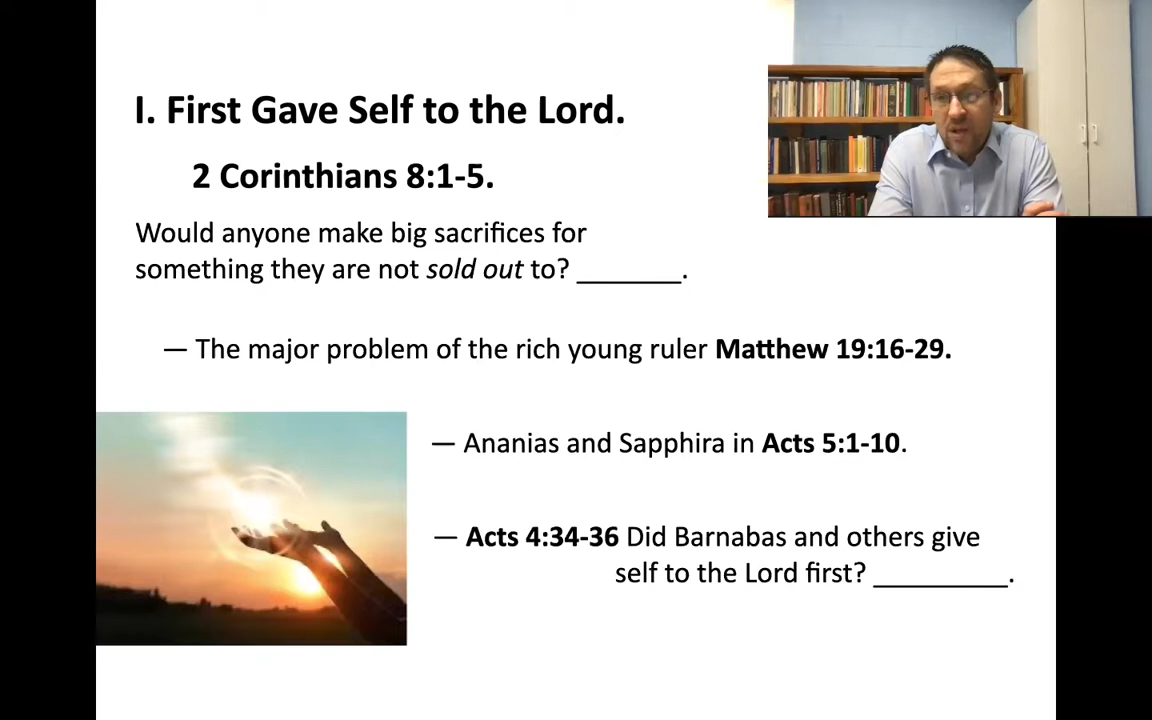 I. First Gave Self to the Lord.
2 Corinthians 8:1-5.
Would anyone make big sacrifices for
something they are not sold out to? _______.
— The major problem of the rich young ruler Matthew 19:16-29.
— Ananias and Sapphira in Acts 5:1-10.
— Acts 4:34-36 Did Barnabas and others give
self to the Lord first? _________.